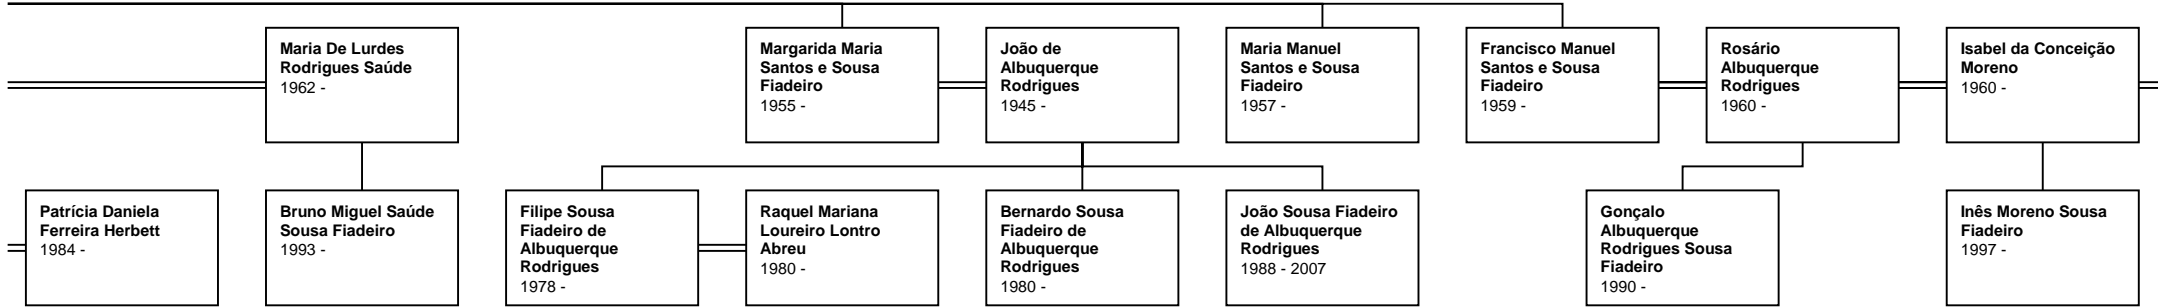 Maria De Lurdes
Rodrigues Saúde
1962 -
Margarida Maria
Santos e Sousa
Fiadeiro
1955 -
João de
Albuquerque
Rodrigues
1945 -
Maria Manuel
Santos e Sousa
Fiadeiro
1957 -
Francisco Manuel
Santos e Sousa
Fiadeiro
1959 -
Rosário
Albuquerque
Rodrigues
1960 -
Isabel da Conceição
Moreno
1960 -
Patrícia Daniela
Ferreira Herbett
1984 -
Bruno Miguel Saúde
Sousa Fiadeiro
1993 -
Filipe Sousa
Fiadeiro de
Albuquerque
Rodrigues
1978 -
Raquel Mariana
Loureiro Lontro
Abreu
1980 -
Bernardo Sousa
Fiadeiro de
Albuquerque
Rodrigues
1980 -
João Sousa Fiadeiro
de Albuquerque
Rodrigues
1988 - 2007
Gonçalo
Albuquerque
Rodrigues Sousa
Fiadeiro
1990 -
Inês Moreno Sousa
Fiadeiro
1997 -